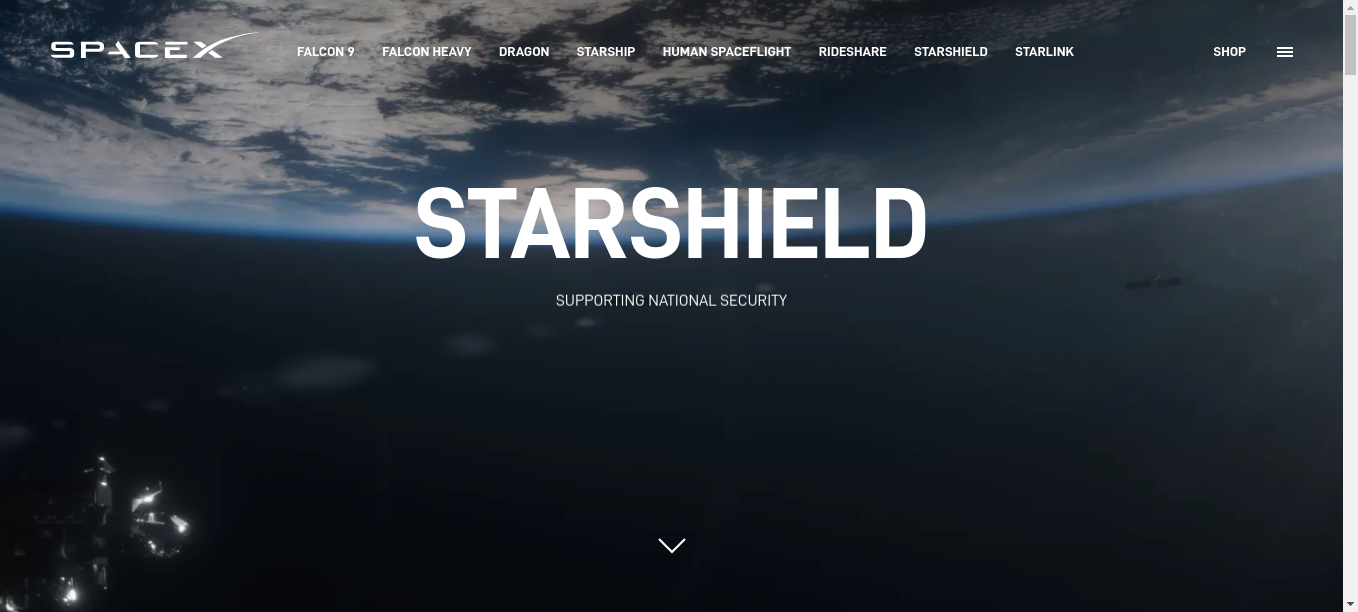 SPACEX FALCON 9 FALCON HEAVY DRAGON STARSHIP HUMAN SPACEFLIGHT RIDESHARE STARSHIELD STARLINK SHOP
STARSHIELD
SUPPORTING NATIONAL SECURITY